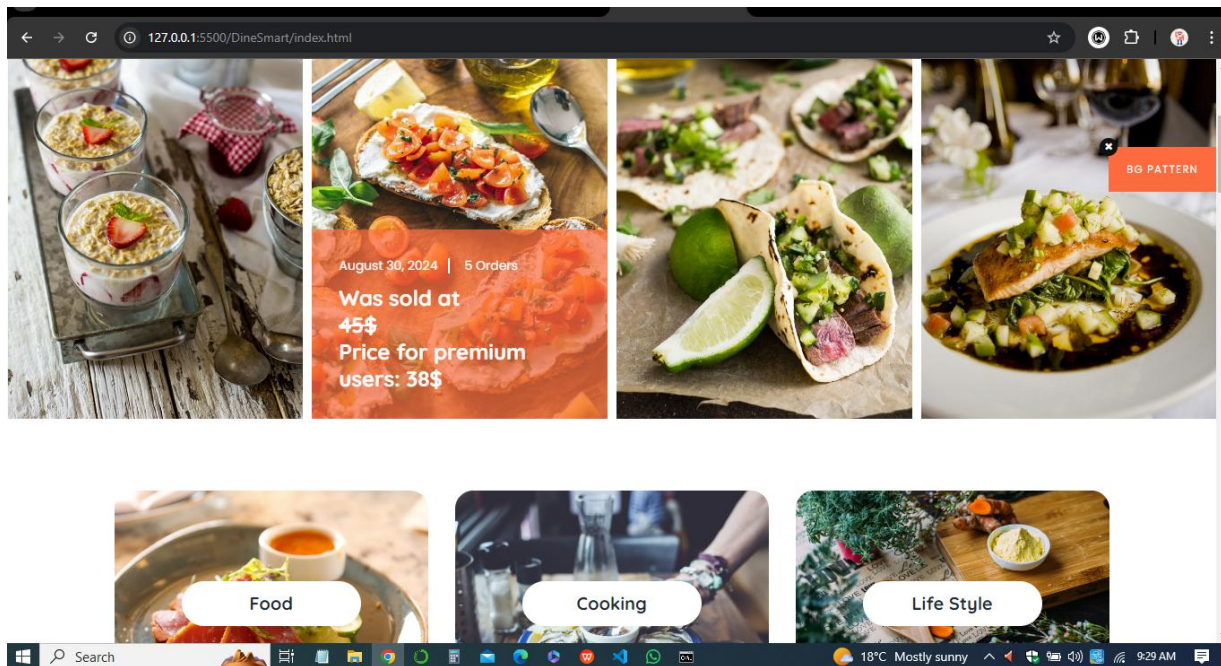 127.0.0.1:5500/DineSmart/index.html
BG PATTERN
August 30, 2024 | 5 Orders
Was sold at
45$
Price for premium
users: 38$
Food
Cooking
Life Style
Search
18°C Mostly sunny
9:29 AM